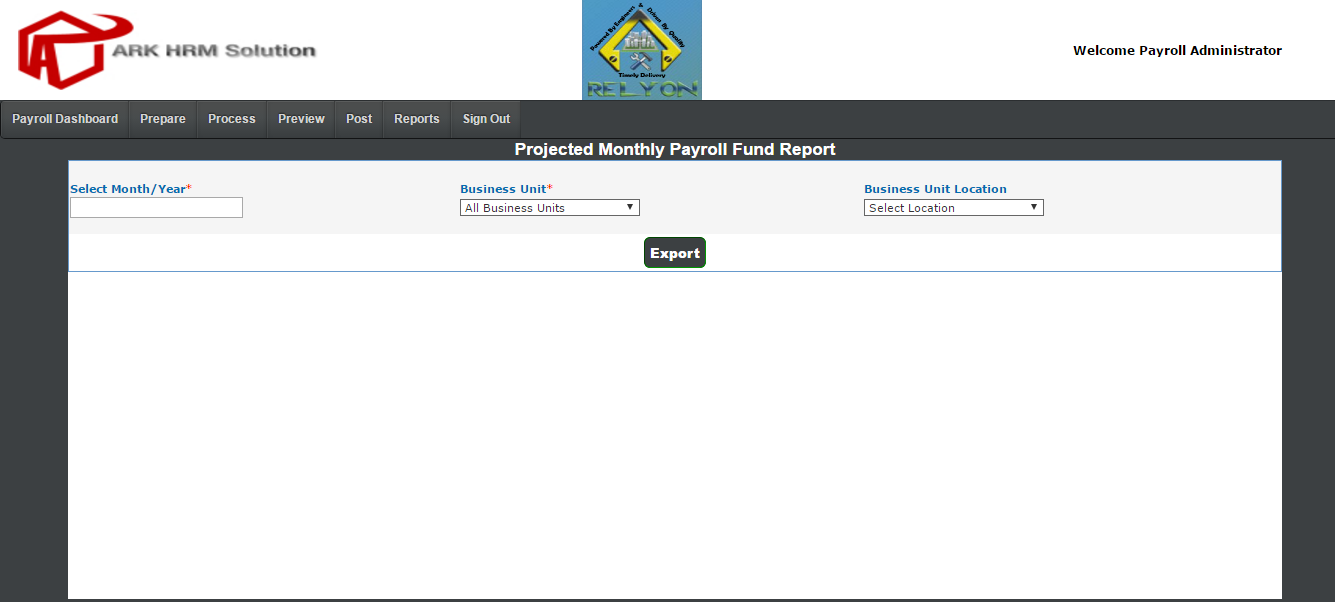 ARK HRM Solution
Powered By Engineers & Driven By Quality
Timely Delivery
RELYON
Welcome Payroll Administrator
Payroll Dashboard Prepare Process Preview Post Reports Sign Out
Projected Monthly Payroll Fund Report
Select Month/Year* Business Unit* Business Unit Location
All Business Units Select Location
Export